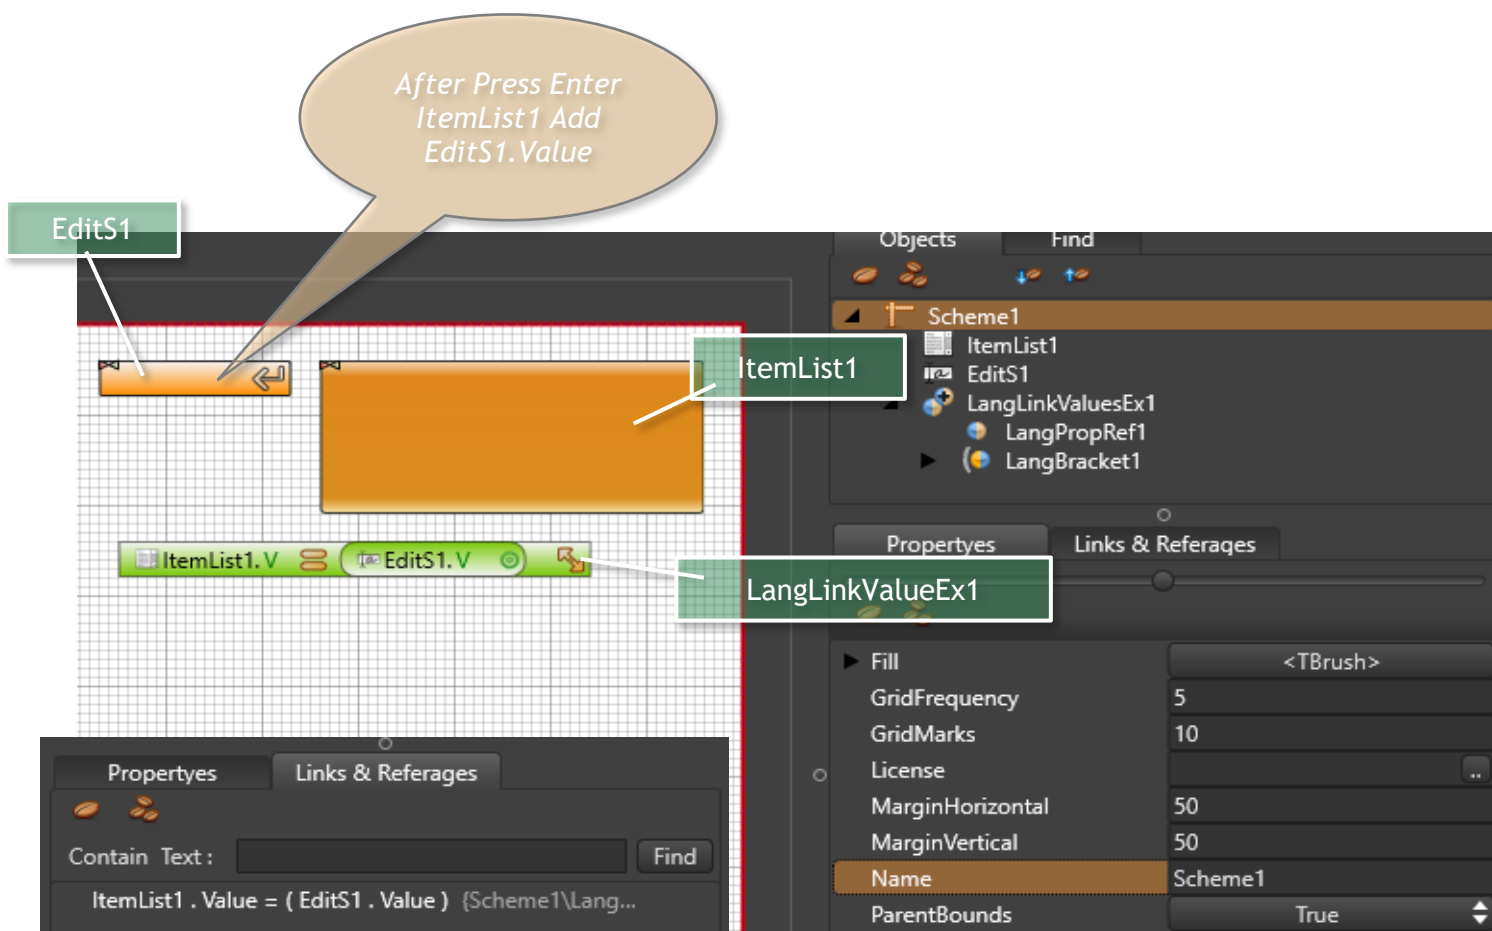 After Press Enter
ItemList1 Add
EditS1.Value
EditS1
Objects Find
Scheme1
ItemList1
EditS1
LangLinkValuesEx1
LangPropRef1
LangBracket1
ItemList1
ItemList1.V EditS1.V
LangLinkValueEx1
Propertyes Links & Referages
Fill <TBrush>
GridFrequency 5
GridMarks 10
License ..
MarginHorizontal 50
MarginVertical 50
Name Scheme1
ParentBounds True
Propertyes Links & Referages
Contain Text : Find
ItemList1 . Value = ( EditS1 . Value ) {Scheme1\Lang...